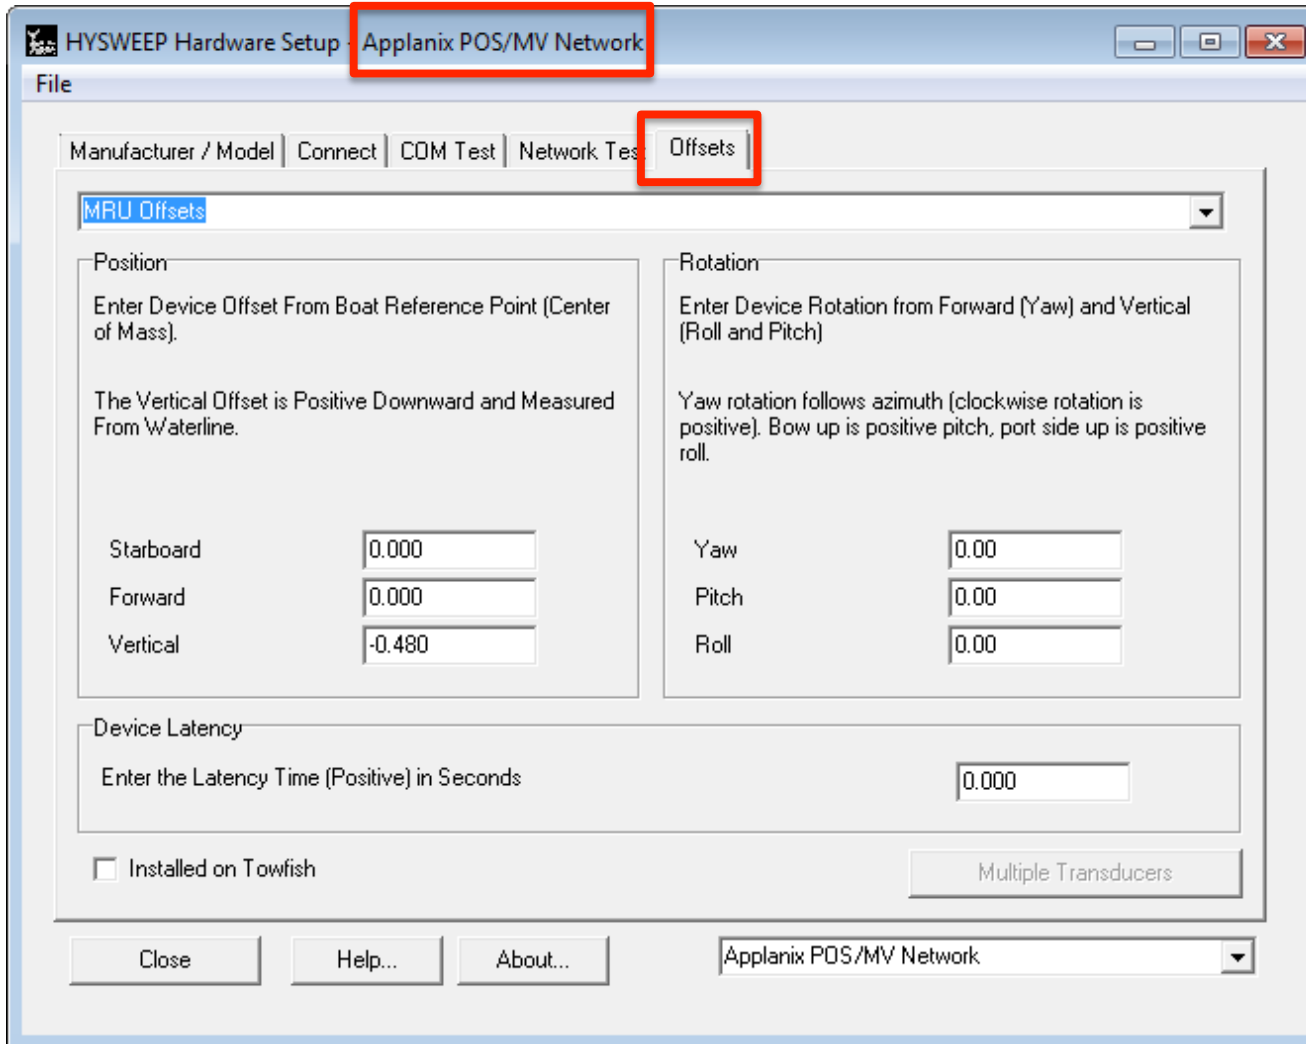 HYSWEEP Hardware Setup - Applanix POS/MV Network
File
Manufacturer / Model Connect COM Test Network Test Offsets
MRU Offsets
Position
Enter Device Offset From Boat Reference Point (Center
of Mass).
The Vertical Offset is Positive Downward and Measured
From Waterline.
Starboard 0.000
Forward 0.000
Vertical -0.480
Rotation
Enter Device Rotation from Forward (Yaw) and Vertical
(Roll and Pitch)
Yaw rotation follows azimuth (clockwise rotation is
positive). Bow up is positive pitch, port side up is positive
roll.
Yaw 0.00
Pitch 0.00
Roll 0.00
Device Latency
Enter the Latency Time (Positive) in Seconds 0.000
Installed on Towfish
Multiple Transducers
Close Help... About... Applanix POS/MV Network